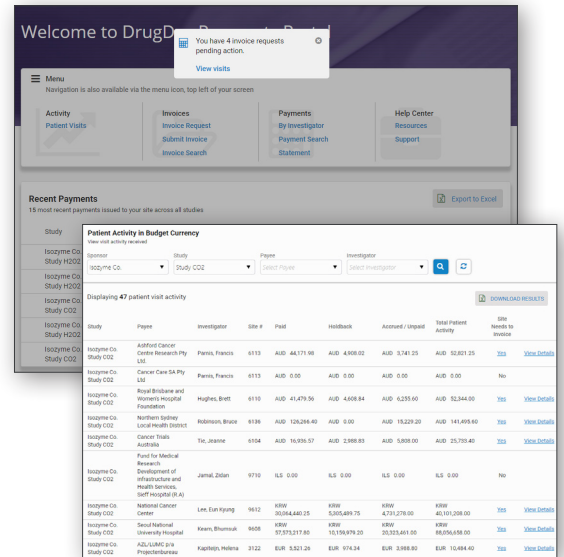 Welcome to DrugD
You have 4 invoice requests
pending action.
View visits
Menu
Navigation is also available via the menu icon, top left of your screen
Activity
Patient Visits
Invoices
Invoice Request
Submit Invoice
Invoice Search
Payments
By Investigator
Payment Search
Statement
Help Center
Resources
Support
Recent Payments
15 most recent payments issued to your site across all studies
Export to Excel
Study
Isozyme Co.
Study H2O2
Isozyme Co.
Study H2O2
Isozyme Co.
Study CO2
Isozyme Co.
Study H2O2
Isozyme Co.
Study CO2
Patient Activity in Budget Currency
View visit activity received
Sponsor Study Payee Investigator
Isozyme Co. Study CO2 Select Payee Select Investigator
Displaying 47 patient visit activity
DOWNLOAD RESULTS
Study Payee Investigator Site # Paid Holdback Accrued / Unpaid Total Patient Activity Site Needs to Invoice
Isozyme Co. Study CO2 Ashford Cancer Centre Research Pty Ltd. Parnis, Francis 6113 AUD 44,171.98 AUD 4,908.02 AUD 3,741.25 AUD 52,821.25 Yes View Details
Isozyme Co. Study CO2 Cancer Care SA Pty Ltd Parnis, Francis 6113 AUD 0.00 AUD 0.00 AUD 0.00 AUD 0.00 No
Isozyme Co. Study CO2 Royal Brisbane and Women's Hospital Foundation Hughes, Brett 6110 AUD 41,479.56 AUD 4,608.84 AUD 6,255.60 AUD 52,344.00 Yes View Details
Isozyme Co. Study CO2 Northern Sydney Local Health District Robinson, Bruce 6136 AUD 126,266.40 AUD 0.00 AUD 15,229.20 AUD 141,495.60 Yes View Details
Isozyme Co. Study CO2 Cancer Trials Australia Tie, Jeanne 6104 AUD 16,936.57 AUD 2,988.83 AUD 5,808.00 AUD 25,733.40 Yes View Details
Isozyme Co. Study CO2 Fund for Medical Research Development of Infrastructure and Health Services, Sieff Hospital (R.A) Jamal, Zidan 9710 ILS 0.00 ILS 0.00 ILS 0.00 ILS 0.00 No
Isozyme Co. Study CO2 National Cancer Center Lee, Eun Kyung 9612 KRW 30,064,440.25 KRW 5,305,489.75 KRW 4,731,278.00 KRW 40,101,208.00 Yes View Details
Isozyme Co. Study CO2 Seoul National University Hospital Keam, Bhumsuk 9608 KRW 57,573,217.80 KRW 10,159,979.20 KRW 20,323,461.00 KRW 88,056,658.00 Yes View Details
Isozyme Co. Study CO2 AZL/LUMC p/a Projectenbureau Kapiteijn, Helena 3122 EUR 5,521.26 EUR 974.34 EUR 3,988.80 EUR 10,484.40 Yes View Details